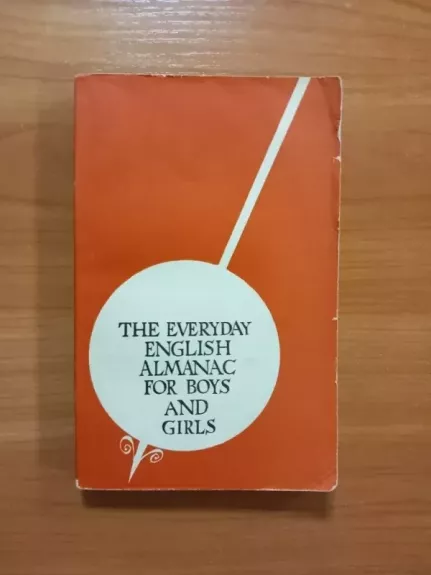 THE EVERYDAY
ENGLISH
ALMANAC
FOR BOYS
AND
GIRLS